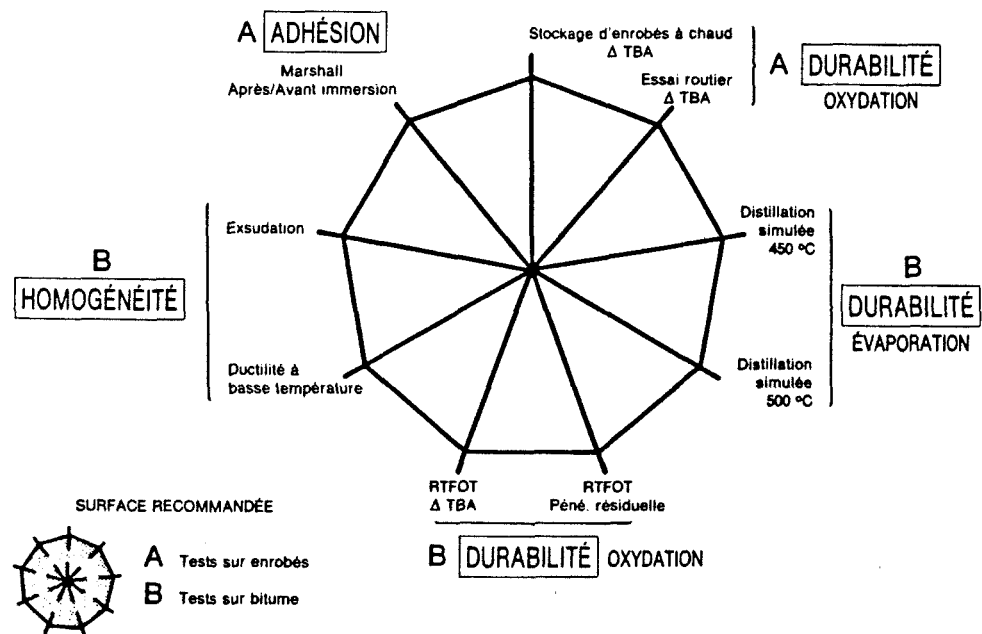 A ADHÉSION
Marshall
Après/Avant immersion
Stockage d'enrobés à chaud
Δ TBA
Essai routier
Δ TBA
A DURABILITÉ
OXYDATION
Exsudation
B
HOMOGÉNÉITÉ
Ductilité à
basse température
Distillation
simulée
450 °C
B
DURABILITÉ
ÉVAPORATION
Distillation
simulée
500 °C
RTFOT
Δ TBA
RTFOT
Péné. résiduelle
B DURABILITÉ OXYDATION
SURFACE RECOMMANDÉE
A Tests sur enrobés
B Tests sur bitume